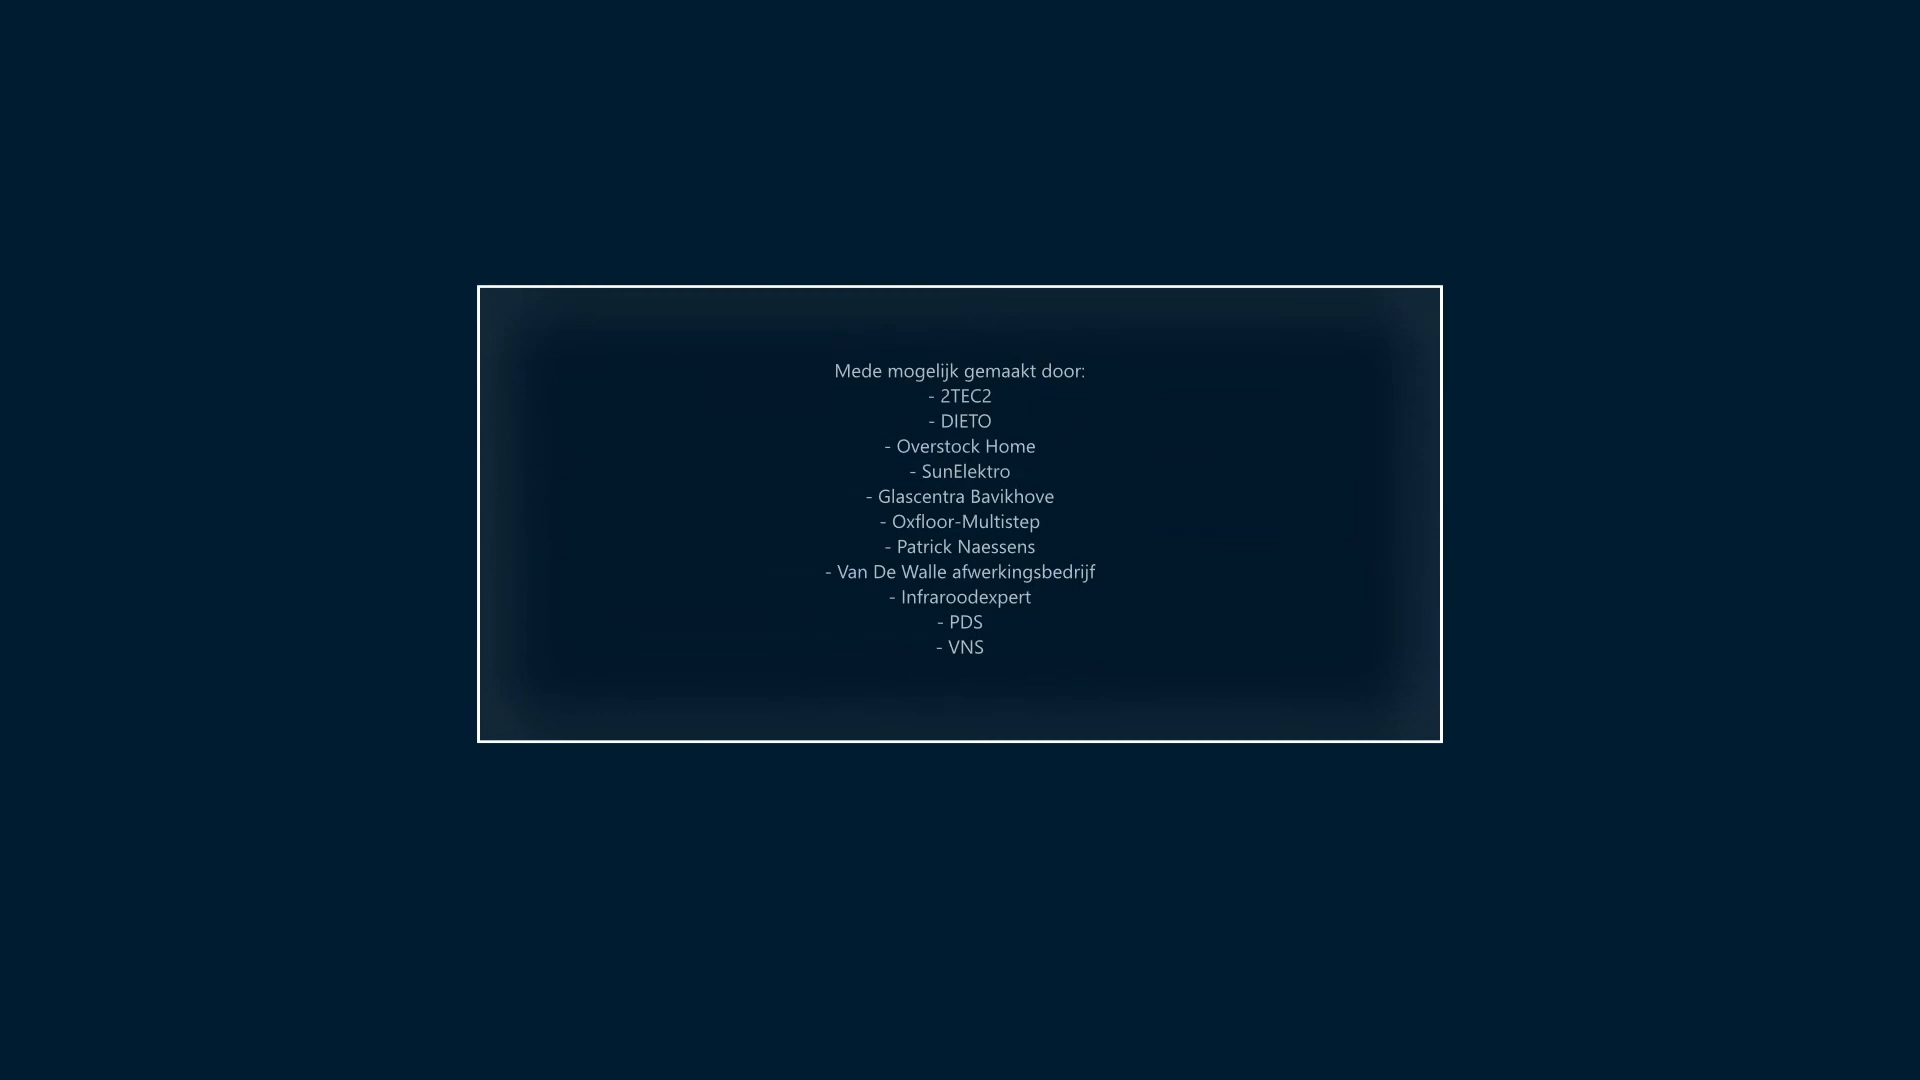 Mede mogelijk gemaakt door:
- 2TEC2
- DIETO
- Overstock Home
- SunElektro
- Glascentra Bavikhove
- Oxfloor-Multistep
- Patrick Naessens
- Van De Walle afwerkingsbedrijf
- Infraroodexpert
- PDS
- VNS